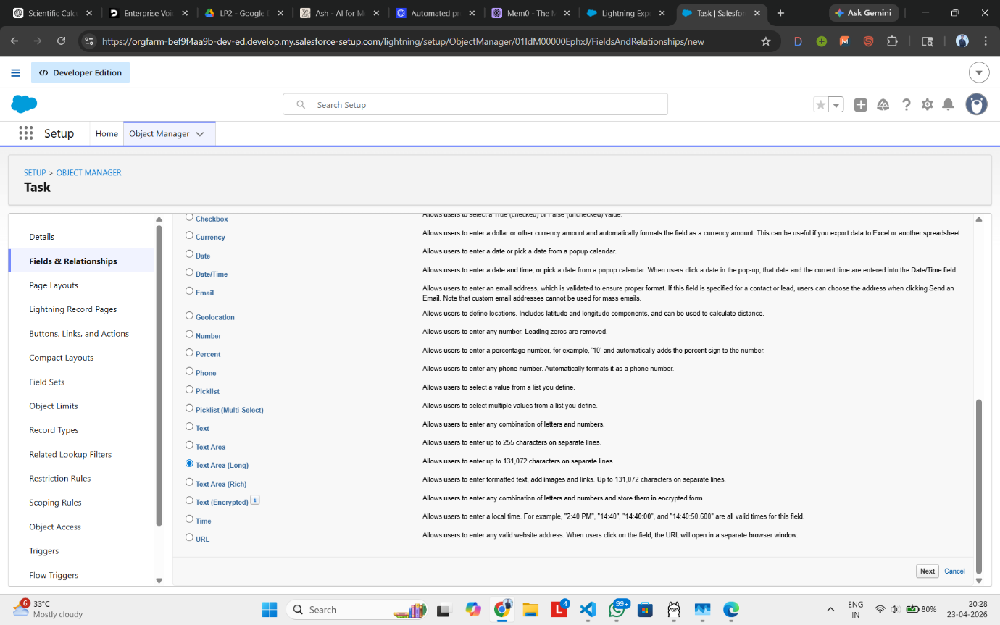 Scientific Calc
Enterprise Voi
LP2 - Google
Ash - AI for M
Automated pr
Mem0 - The M
Lightning Exp
Task | Salesfor
Ask Gemini
https://orgfarm-bef9f4aa9b-dev-ed.develop.my.salesforce-setup.com/lightning/setup/ObjectManager/01IdM00000EphxJ/FieldsAndRelationships/new
Developer Edition
Search Setup
Setup
Home
Object Manager
SETUP > OBJECT MANAGER
Task
Details
Fields & Relationships
Page Layouts
Lightning Record Pages
Buttons, Links, and Actions
Compact Layouts
Field Sets
Object Limits
Record Types
Related Lookup Filters
Restriction Rules
Scoping Rules
Object Access
Triggers
Flow Triggers
Checkbox Allows users to select a True (checked) or False (unchecked) value.
Currency Allows users to enter a dollar or other currency amount and automatically formats the field as a currency amount. This can be useful if you export data to Excel or another spreadsheet.
Date Allows users to enter a date or pick a date from a popup calendar.
Date/Time Allows users to enter a date and time, or pick a date from a popup calendar. When users click a date in the pop-up, that date and the current time are entered into the Date/Time field.
Email Allows users to enter an email address, which is validated to ensure proper format. If this field is specified for a contact or lead, users can choose the address when clicking Send an
Email. Note that custom email addresses cannot be used for mass emails.
Geolocation Allows users to define locations. Includes latitude and longitude components, and can be used to calculate distance.
Number Allows users to enter any number. Leading zeros are removed.
Percent Allows users to enter a percentage number, for example, '10' and automatically adds the percent sign to the number.
Phone Allows users to enter any phone number. Automatically formats it as a phone number.
Picklist Allows users to select a value from a list you define.
Picklist (Multi-Select) Allows users to select multiple values from a list you define.
Text Allows users to enter any combination of letters and numbers.
Text Area Allows users to enter up to 255 characters on separate lines.
Text Area (Long) Allows users to enter up to 131,072 characters on separate lines.
Text Area (Rich) Allows users to enter formatted text, add images and links. Up to 131,072 characters on separate lines.
Text (Encrypted) i Allows users to enter any combination of letters and numbers and store them in encrypted form.
Time Allows users to enter a local time. For example, "2:40 PM", "14:40", "14:40:00", and "14:40:50.600" are all valid times for this field.
URL Allows users to enter any valid website address. When users click on the field, the URL will open in a separate browser window.
Next Cancel
6
33°C
Mostly cloudy
Search
L
4
99+
ENG
IN
80%
20:28
23-04-2026